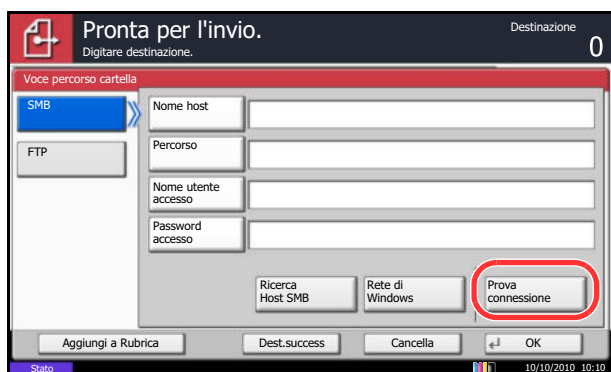 Pronta per l'invio.
Digitare destinazione.
Destinazione
0
Voce percorso cartella
SMB
FTP
Nome host
Percorso
Nome utente
accesso
Password
accesso
Ricerca
Host SMB
Rete di
Windows
Prova
connessione
Aggiungi a Rubrica
Dest.success
Cancella
OK
Stato
10/10/2010 10:10